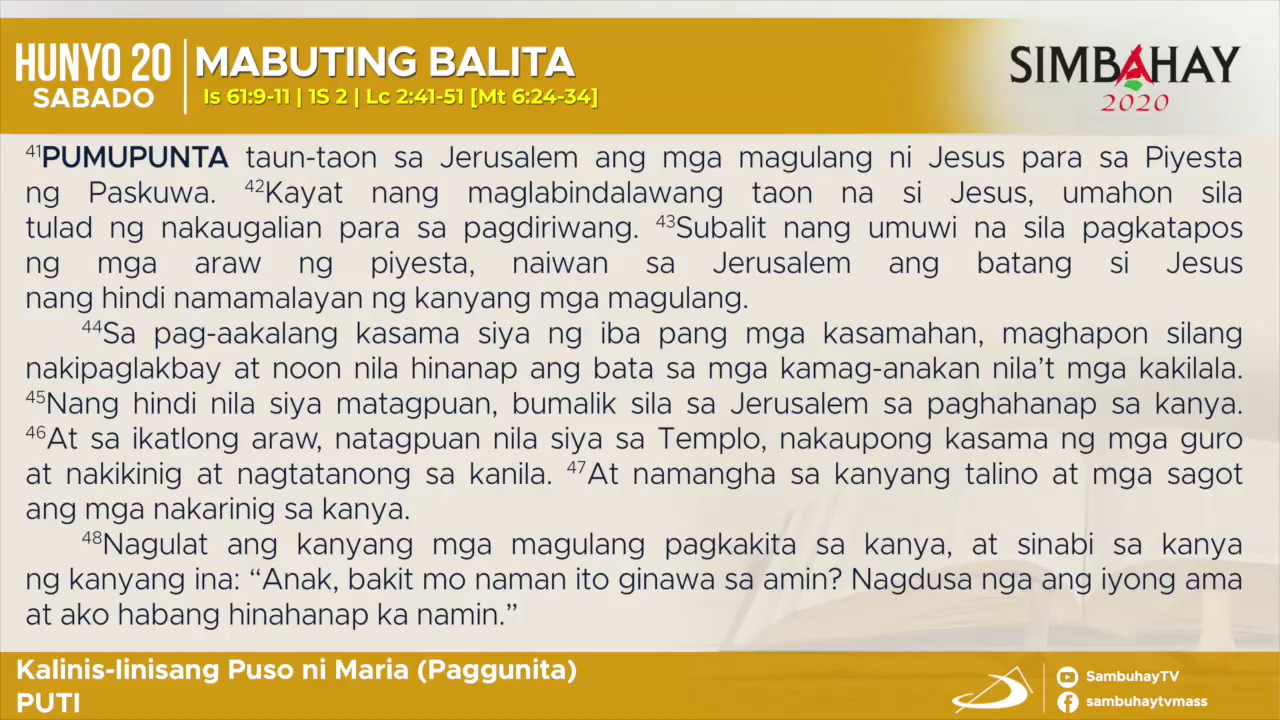 HUNYO 20
SABADO
MABUTING BALITA
Is 61:9-11 | 1S 2 | Lc 2:41-51 [Mt 6:24-34]
SIMBAHAY
2020
41PUMUPUNTA taun-taon sa Jerusalem ang mga magulang ni Jesus para sa Piyesta
ng Paskuwa. 42Kayat nang maglabindalawang taon na si Jesus, umahon sila
tulad ng nakaugalian para sa pagdiriwang. 43Subalit nang umuwi na sila pagkatapos
ng mga araw ng piyesta, naiwan sa Jerusalem ang batang si Jesus
nang hindi namamalayan ng kanyang mga magulang.
44Sa pag-aakalang kasama siya ng iba pang mga kasamahan, maghapon silang
nakipaglakbay at noon nila hinanap ang bata sa mga kamag-anakan nila’t mga kakilala.
45Nang hindi nila siya matagpuan, bumalik sila sa Jerusalem sa paghahanap sa kanya.
46At sa ikatlong araw, natagpuan nila siya sa Templo, nakaupong kasama ng mga guro
at nakikinig at nagtatanong sa kanila. 47At namangha sa kanyang talino at mga sagot
ang mga nakarinig sa kanya.
48Nagulat ang kanyang mga magulang pagkakita sa kanya, at sinabi sa kanya
ng kanyang ina: “Anak, bakit mo naman ito ginawa sa amin? Nagdusa nga ang iyong ama
at ako habang hinahanap ka namin.”
Kalinis-linisang Puso ni Maria (Paggunita)
PUTI
SambuhayTV
sambuhaytvmass